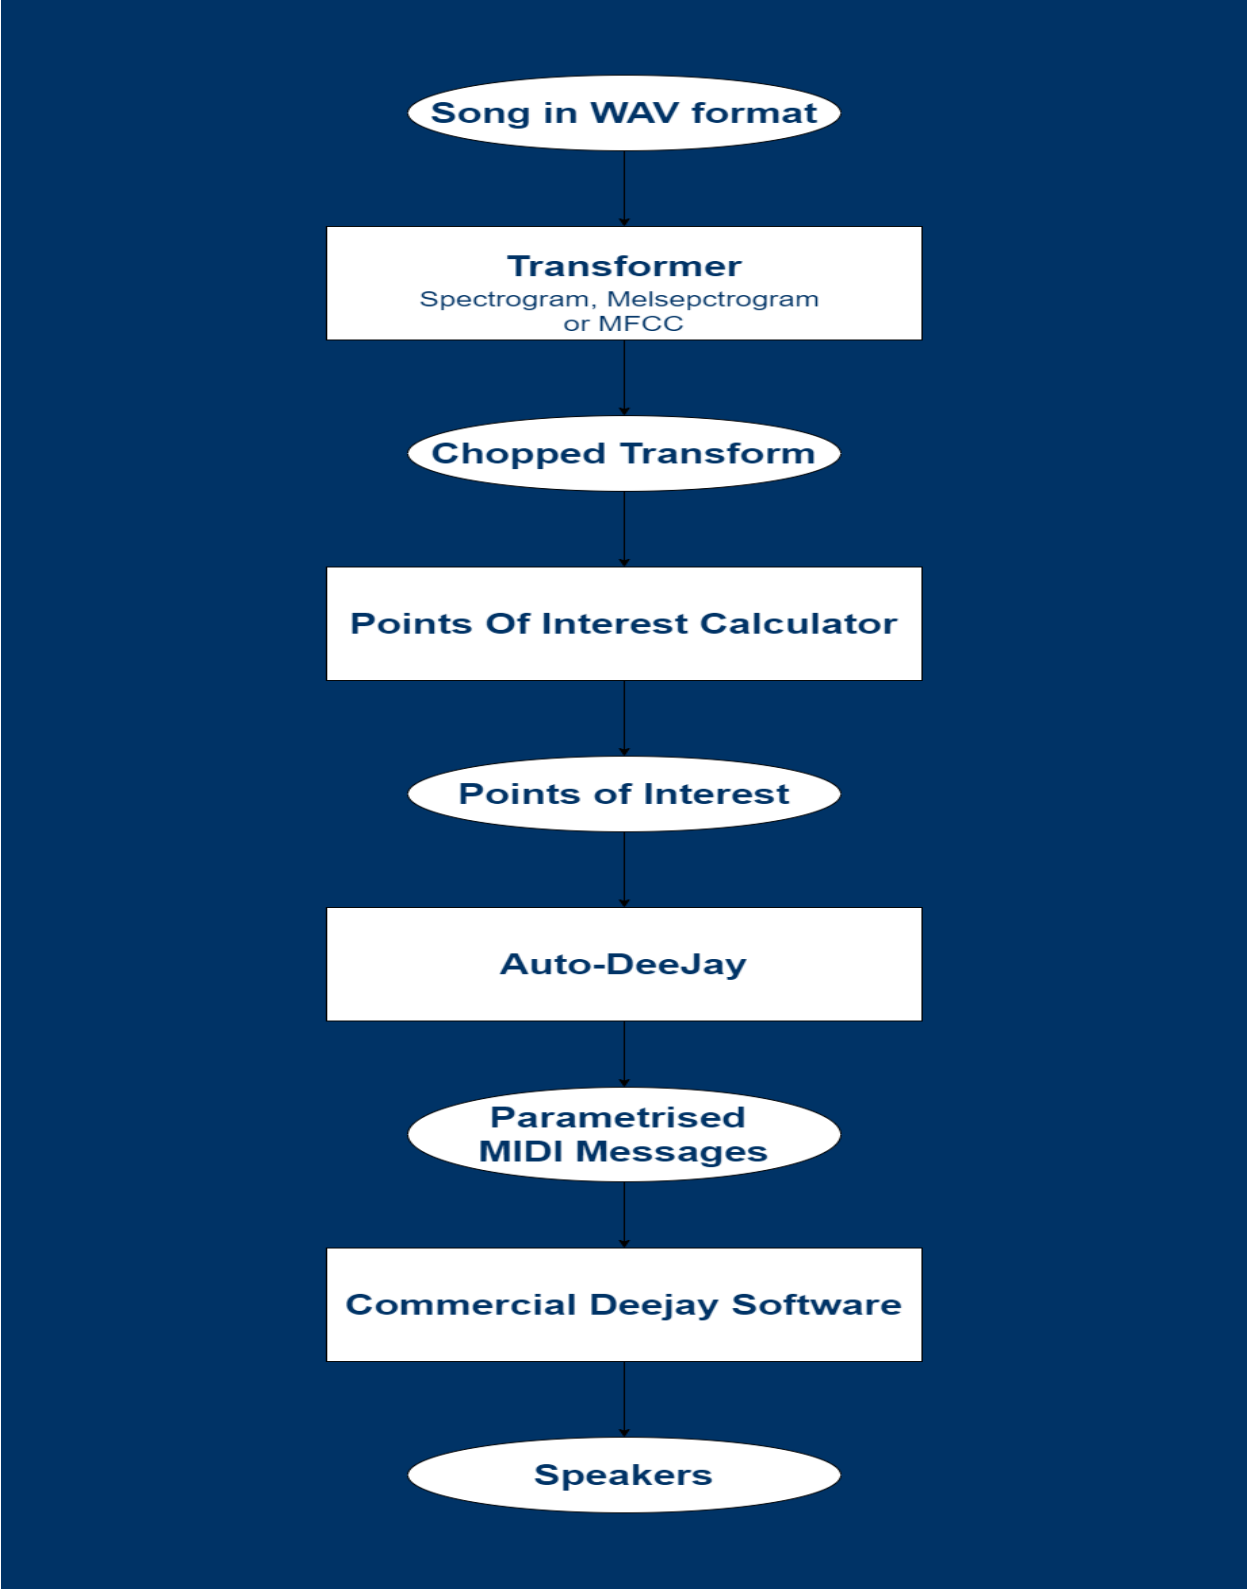 Song in WAV format
Transformer
Spectrogram, Melsepctrogram
or MFCC
Chopped Transform
Points Of Interest Calculator
Points of Interest
Auto-DeeJay
Parametrised
MIDI Messages
Commercial Deejay Software
Speakers